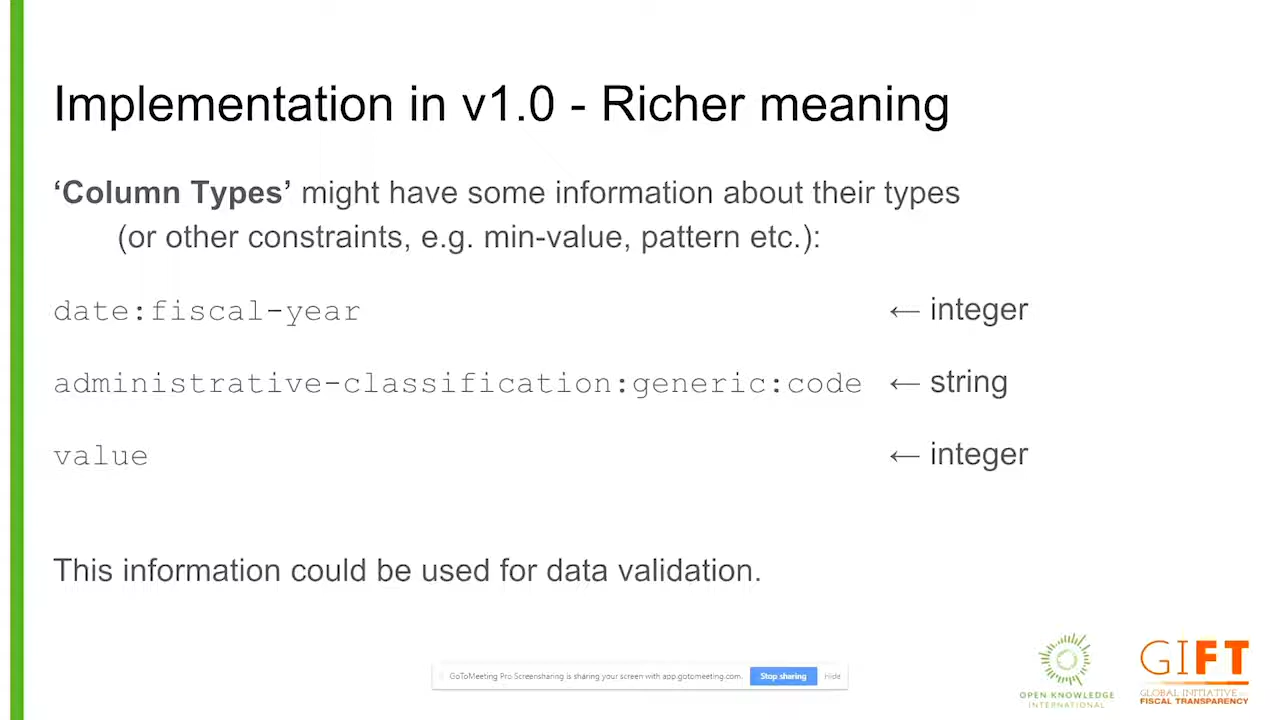 Implementation in v1.0 - Richer meaning
‘Column Types’ might have some information about their types
(or other constraints, e.g. min-value, pattern etc.):
date:fiscal-year ← integer
administrative-classification:generic:code ← string
value ← integer
This information could be used for data validation.
GoToMeeting Pro Screensharing is sharing your screen with app.gotomeeting.com. Stop sharing Hide
OPEN KNOWLEDGE
INTERNATIONAL
GIFT
GLOBAL INITIATIVE
FISCAL TRANSPARENCY